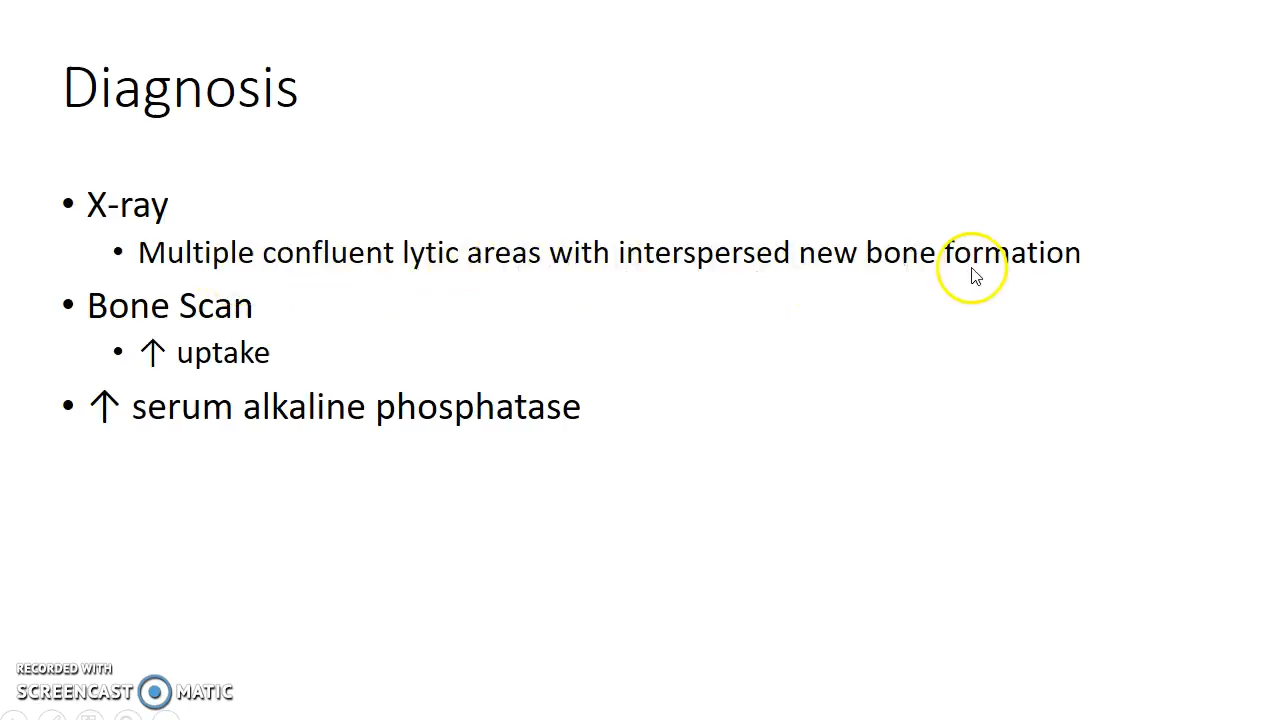 Diagnosis
• X-ray
• Multiple confluent lytic areas with interspersed new bone formation
• Bone Scan
• ↑ uptake
• ↑ serum alkaline phosphatase
RECORDED WITH
SCREENCAST MATIC